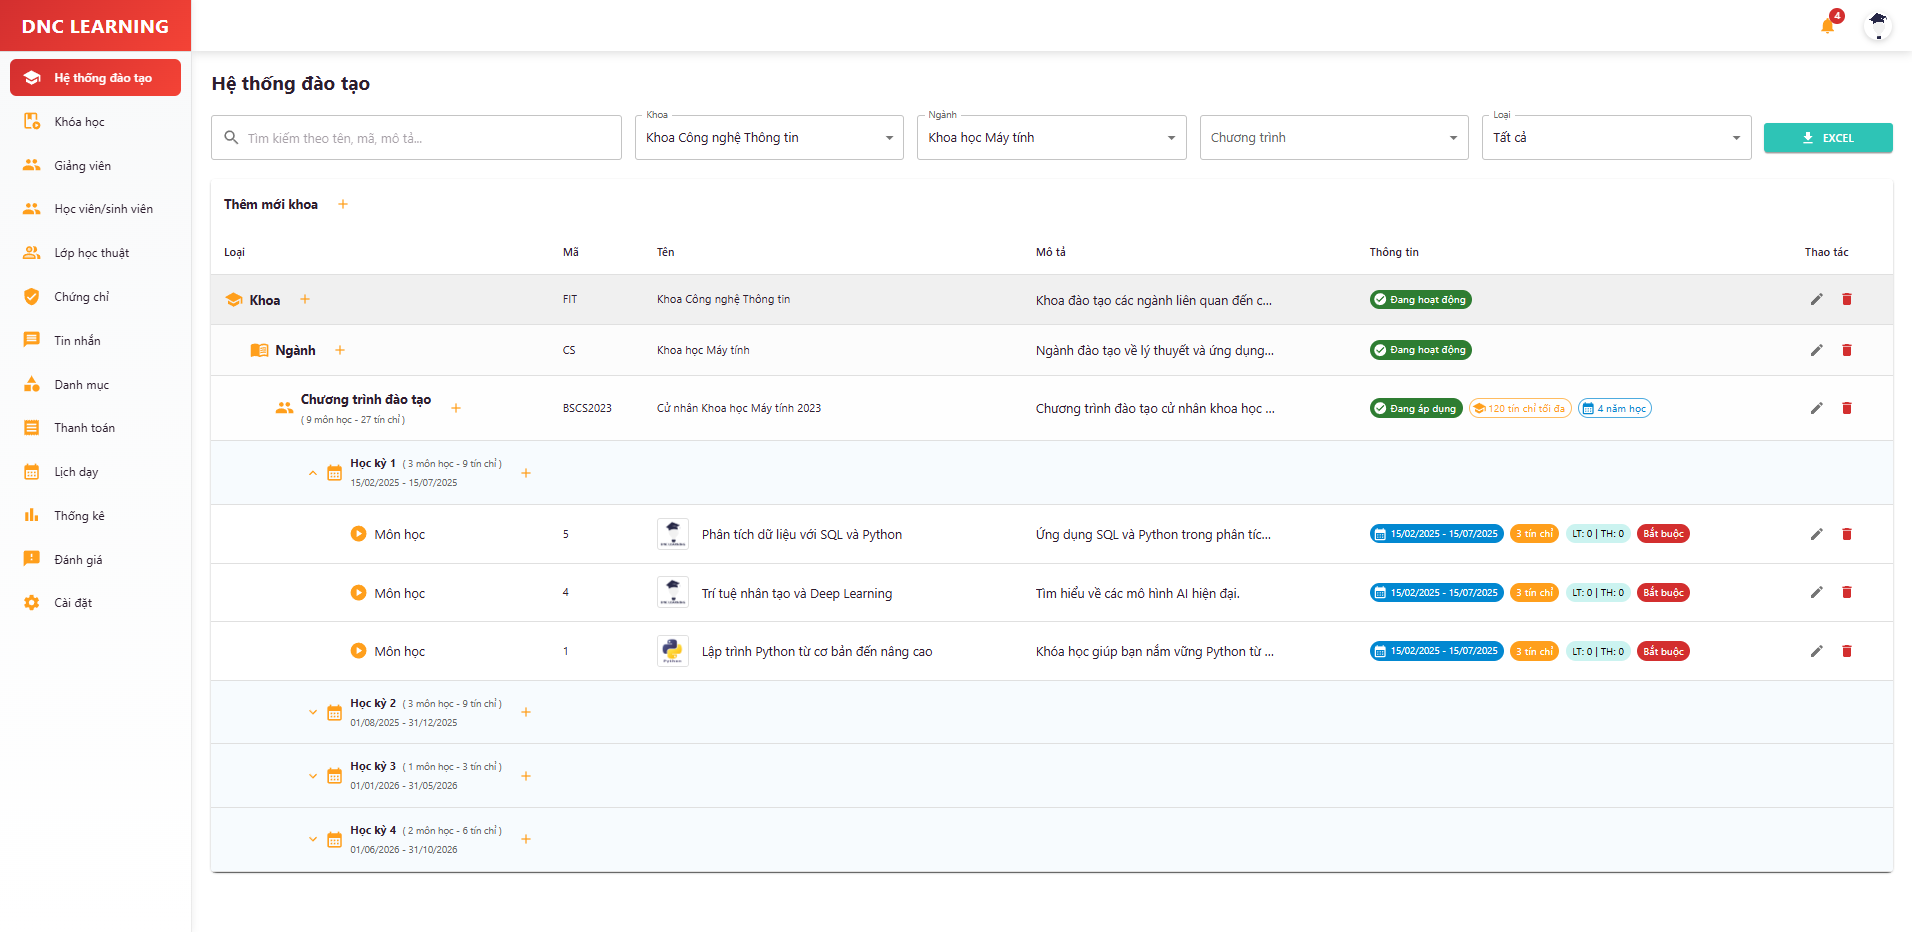 DNC LEARNING
4
Hệ thống đào tạo
Khóa học
Giảng viên
Học viên/sinh viên
Lớp học thuật
Chứng chỉ
Tin nhắn
Danh mục
Thanh toán
Lịch dạy
Thống kê
Đánh giá
Cài đặt
Hệ thống đào tạo
Tìm kiếm theo tên, mã, mô tả...
Khoa
Khoa Công nghệ Thông tin
Ngành
Khoa học Máy tính
Chương trình
Loại
Tất cả
EXCEL
Thêm mới khoa +
Loại Mã Tên Mô tả Thông tin Thao tác
Khoa + FIT Khoa Công nghệ Thông tin Khoa đào tạo các ngành liên quan đến c... Đang hoạt động
Ngành + CS Khoa học Máy tính Ngành đào tạo về lý thuyết và ứng dụng... Đang hoạt động
Chương trình đào tạo + BSCS2023 Cử nhân Khoa học Máy tính 2023 Chương trình đào tạo cử nhân khoa học ... Đang áp dụng 120 tín chỉ tối đa 4 năm học
( 9 môn học - 27 tín chỉ )
Học kỳ 1 ( 3 môn học - 9 tín chỉ ) +
15/02/2025 - 15/07/2025
Môn học 5 DNC LEARNING Phân tích dữ liệu với SQL và Python Ứng dụng SQL và Python trong phân tíc... 15/02/2025 - 15/07/2025 3 tín chỉ LT: 0 | TH: 0 Bắt buộc
Môn học 4 DNC LEARNING Trí tuệ nhân tạo và Deep Learning Tìm hiểu về các mô hình AI hiện đại. 15/02/2025 - 15/07/2025 3 tín chỉ LT: 0 | TH: 0 Bắt buộc
Môn học 1 Python Lập trình Python từ cơ bản đến nâng cao Khóa học giúp bạn nắm vững Python từ ... 15/02/2025 - 15/07/2025 3 tín chỉ LT: 0 | TH: 0 Bắt buộc
Học kỳ 2 ( 3 môn học - 9 tín chỉ ) +
01/08/2025 - 31/12/2025
Học kỳ 3 ( 1 môn học - 3 tín chỉ ) +
01/01/2026 - 31/05/2026
Học kỳ 4 ( 2 môn học - 6 tín chỉ ) +
01/06/2026 - 31/10/2026